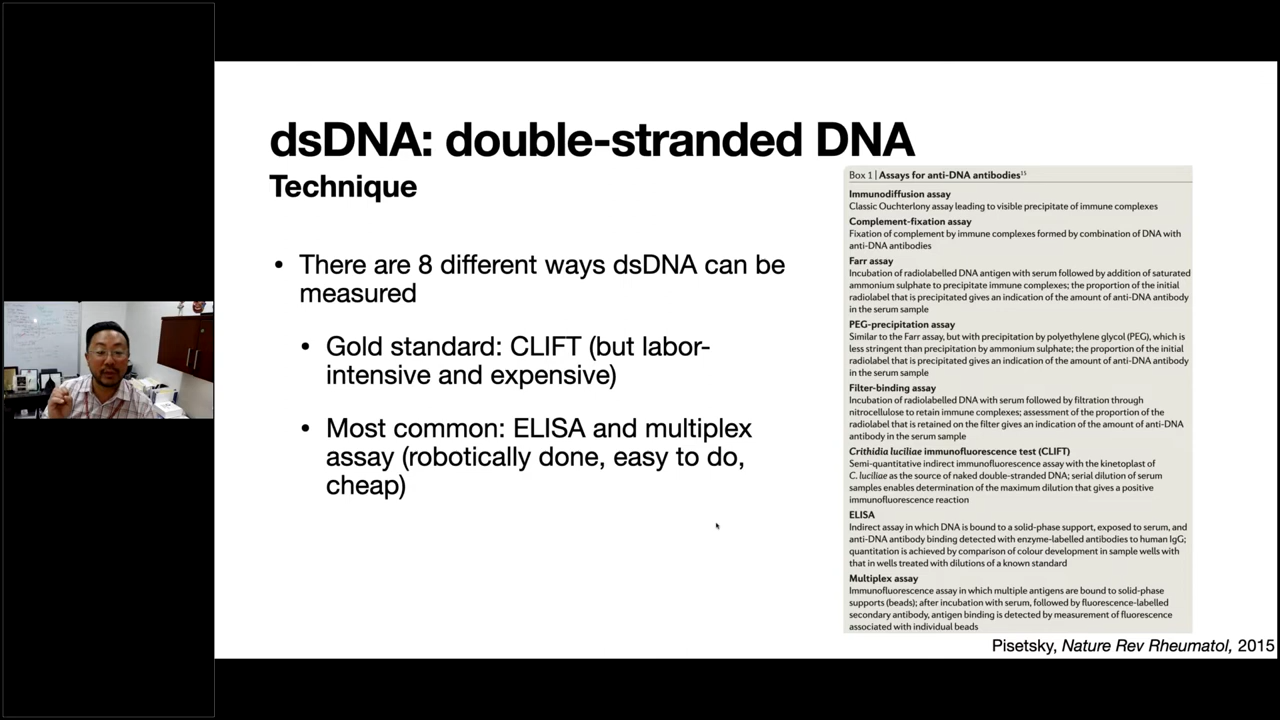 dsDNA: double-stranded DNA
Technique
• There are 8 different ways dsDNA can be
measured
• Gold standard: CLIFT (but labor-
intensive and expensive)
• Most common: ELISA and multiplex
assay (robotically done, easy to do,
cheap)
Box 1 | Assays for anti-DNA antibodies¹⁵
Immunodiffusion assay
Classic Ouchterlony assay leading to visible precipitate of immune complexes
Complement-fixation assay
Fixation of complement by immune complexes formed by combination of DNA with
anti-DNA antibodies
Farr assay
Incubation of radiolabelled DNA antigen with serum followed by addition of saturated
ammonium sulphate to precipitate immune complexes; the proportion of the initial
radiolabel that is precipitated gives an indication of the amount of anti-DNA antibody
in the serum sample
PEG-precipitation assay
Similar to the Farr assay, but with precipitation by polyethylene glycol (PEG), which is
less stringent than precipitation by ammonium sulphate; the proportion of the initial
radiolabel that is precipitated gives an indication of the amount of anti-DNA antibody
in the serum sample
Filter-binding assay
Incubation of radiolabelled DNA with serum followed by filtration through
nitrocellulose to retain immune complexes; assessment of the proportion of the
radiolabel that is retained on the filter gives an indication of the amount of anti-DNA
antibody in the serum sample
Crithidia luciliae immunofluorescence test (CLIFT)
Semi-quantitative indirect immunofluorescence assay with the kinetoplast of
C. luciliae as the source of naked double-stranded DNA; serial dilution of serum
samples enables determination of the maximum dilution that gives a positive
immunofluorescence reaction
ELISA
Indirect assay in which DNA is bound to a solid-phase support, exposed to serum, and
anti-DNA antibody binding detected with enzyme-labelled antibodies to human IgG;
quantitation is achieved by comparison of colour development in sample wells with
that in wells treated with dilutions of a known standard
Multiplex assay
Immunofluorescence assay in which multiple antigens are bound to solid-phase
supports (beads); after incubation with serum, followed by fluorescence-labelled
secondary antibody, antigen binding is detected by measurement of fluorescence
associated with individual beads
Pisetsky, Nature Rev Rheumatol, 2015